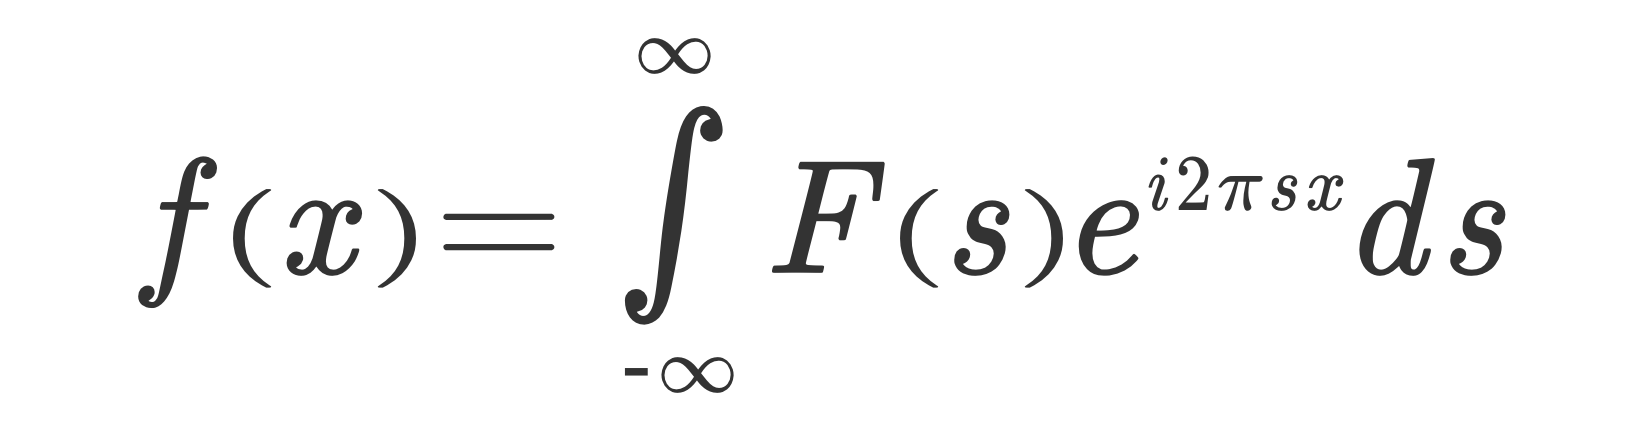 f(x) = ∫_{-∞}^{∞} F(s)e^{i2πsx}ds